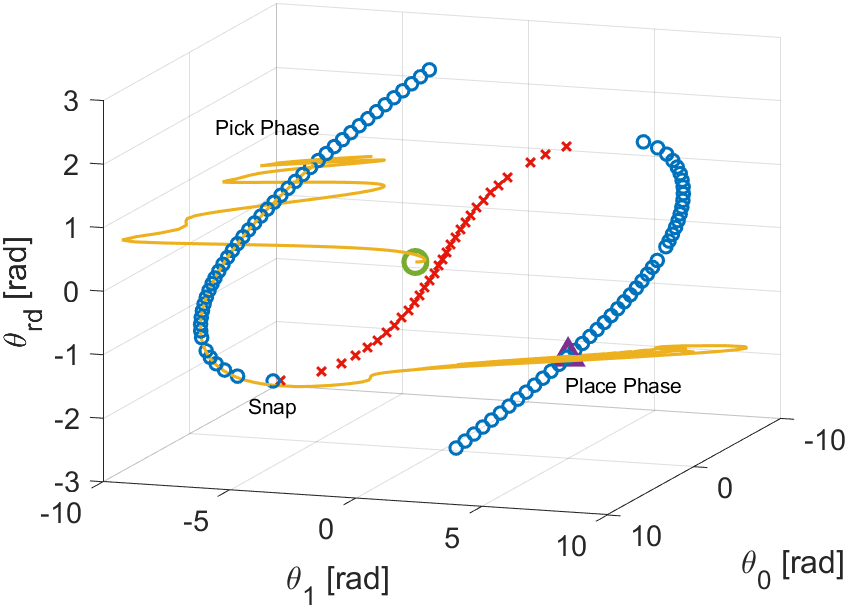 3
2
1
0
-1
-2
-3
θrd [rad]
Pick Phase
Snap
Place Phase
-10
-5
0
5
10
θ1 [rad]
10
0
-10
θ0 [rad]